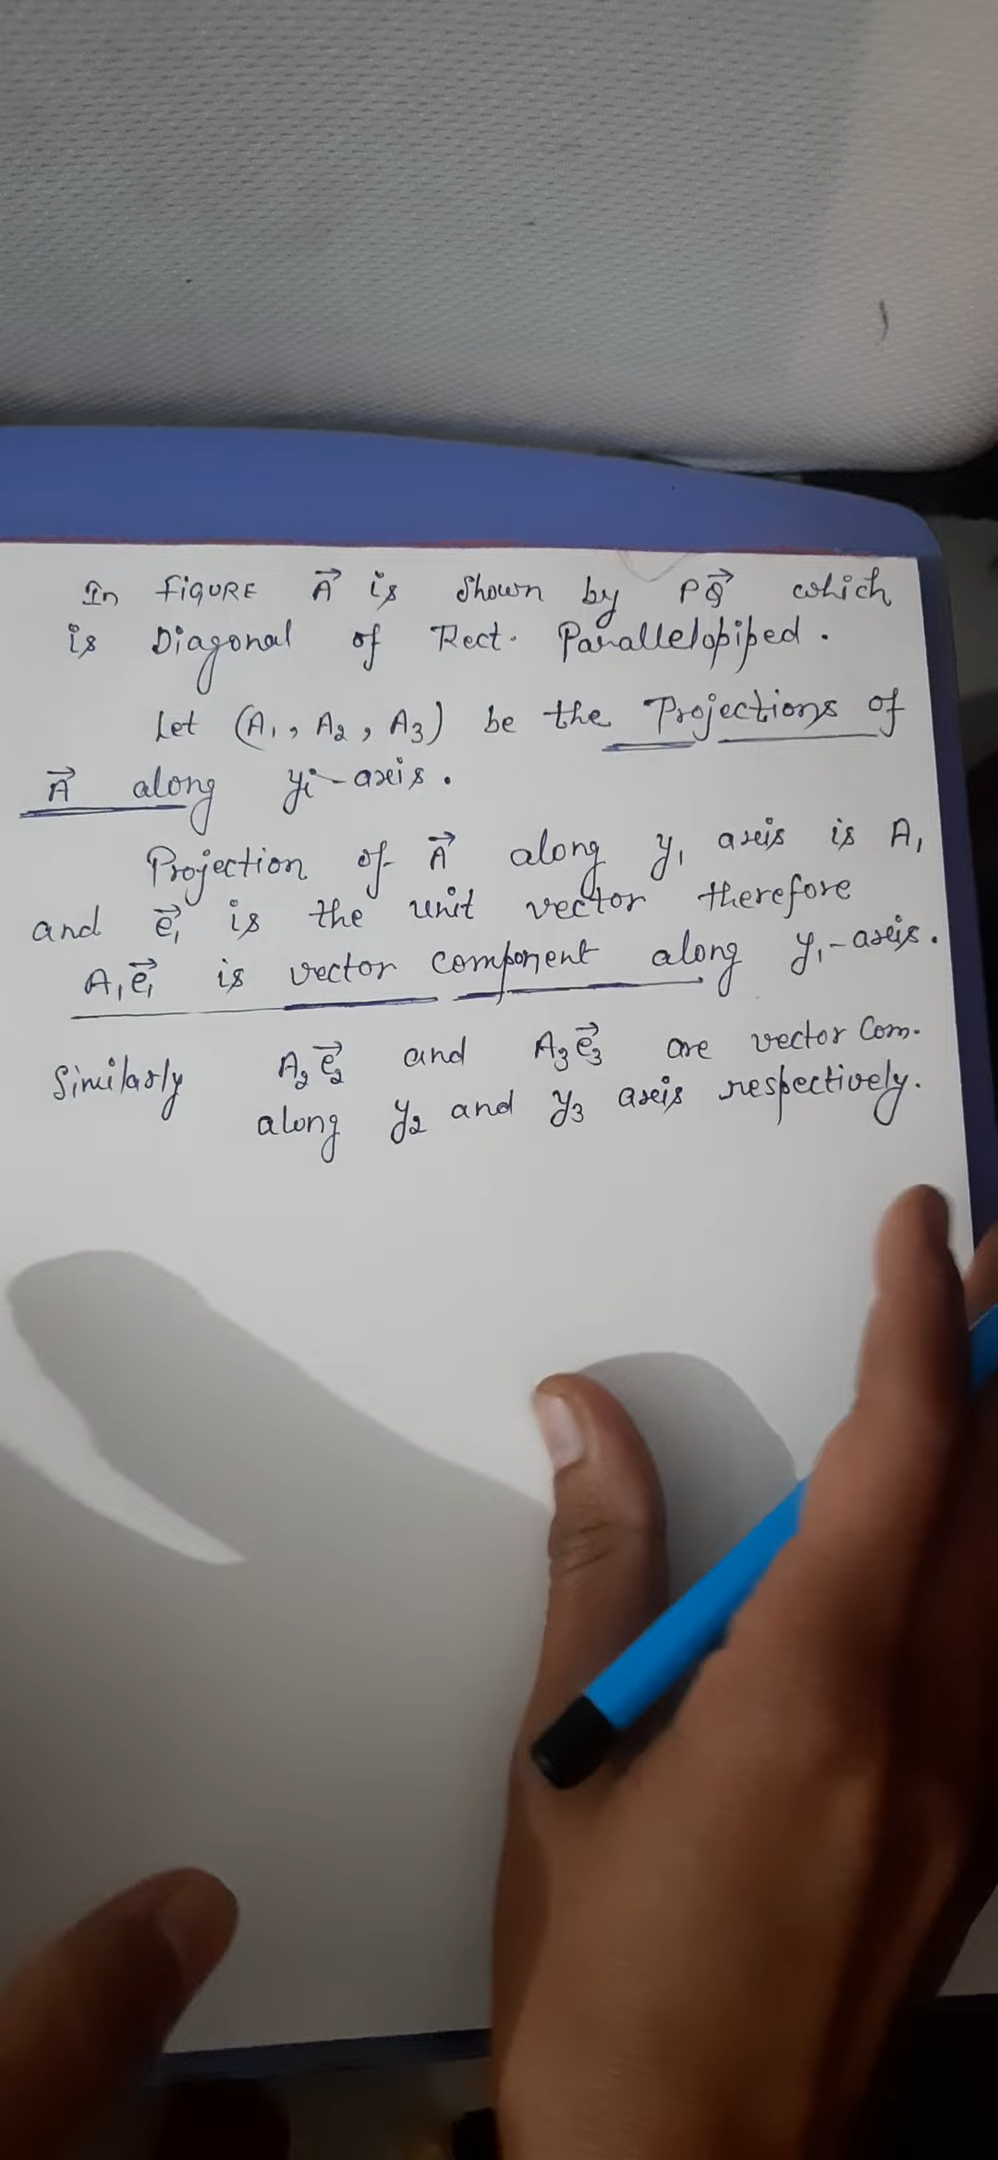 In FIGURE A⃗ is shown by PQ⃗ which
is Diagonal of Rect. Parallelopiped.
Let (A₁, A₂, A₃) be the Projections of
A⃗ along yᵢ-axis.
Projection of A⃗ along y₁ axis is A₁
and e⃗₁ is the unit vector therefore
A₁e⃗₁ is vector component along y₁-axis.
Similarly A₂e⃗₂ and A₃e⃗₃ are vector Com.
along y₂ and y₃ axis respectively.